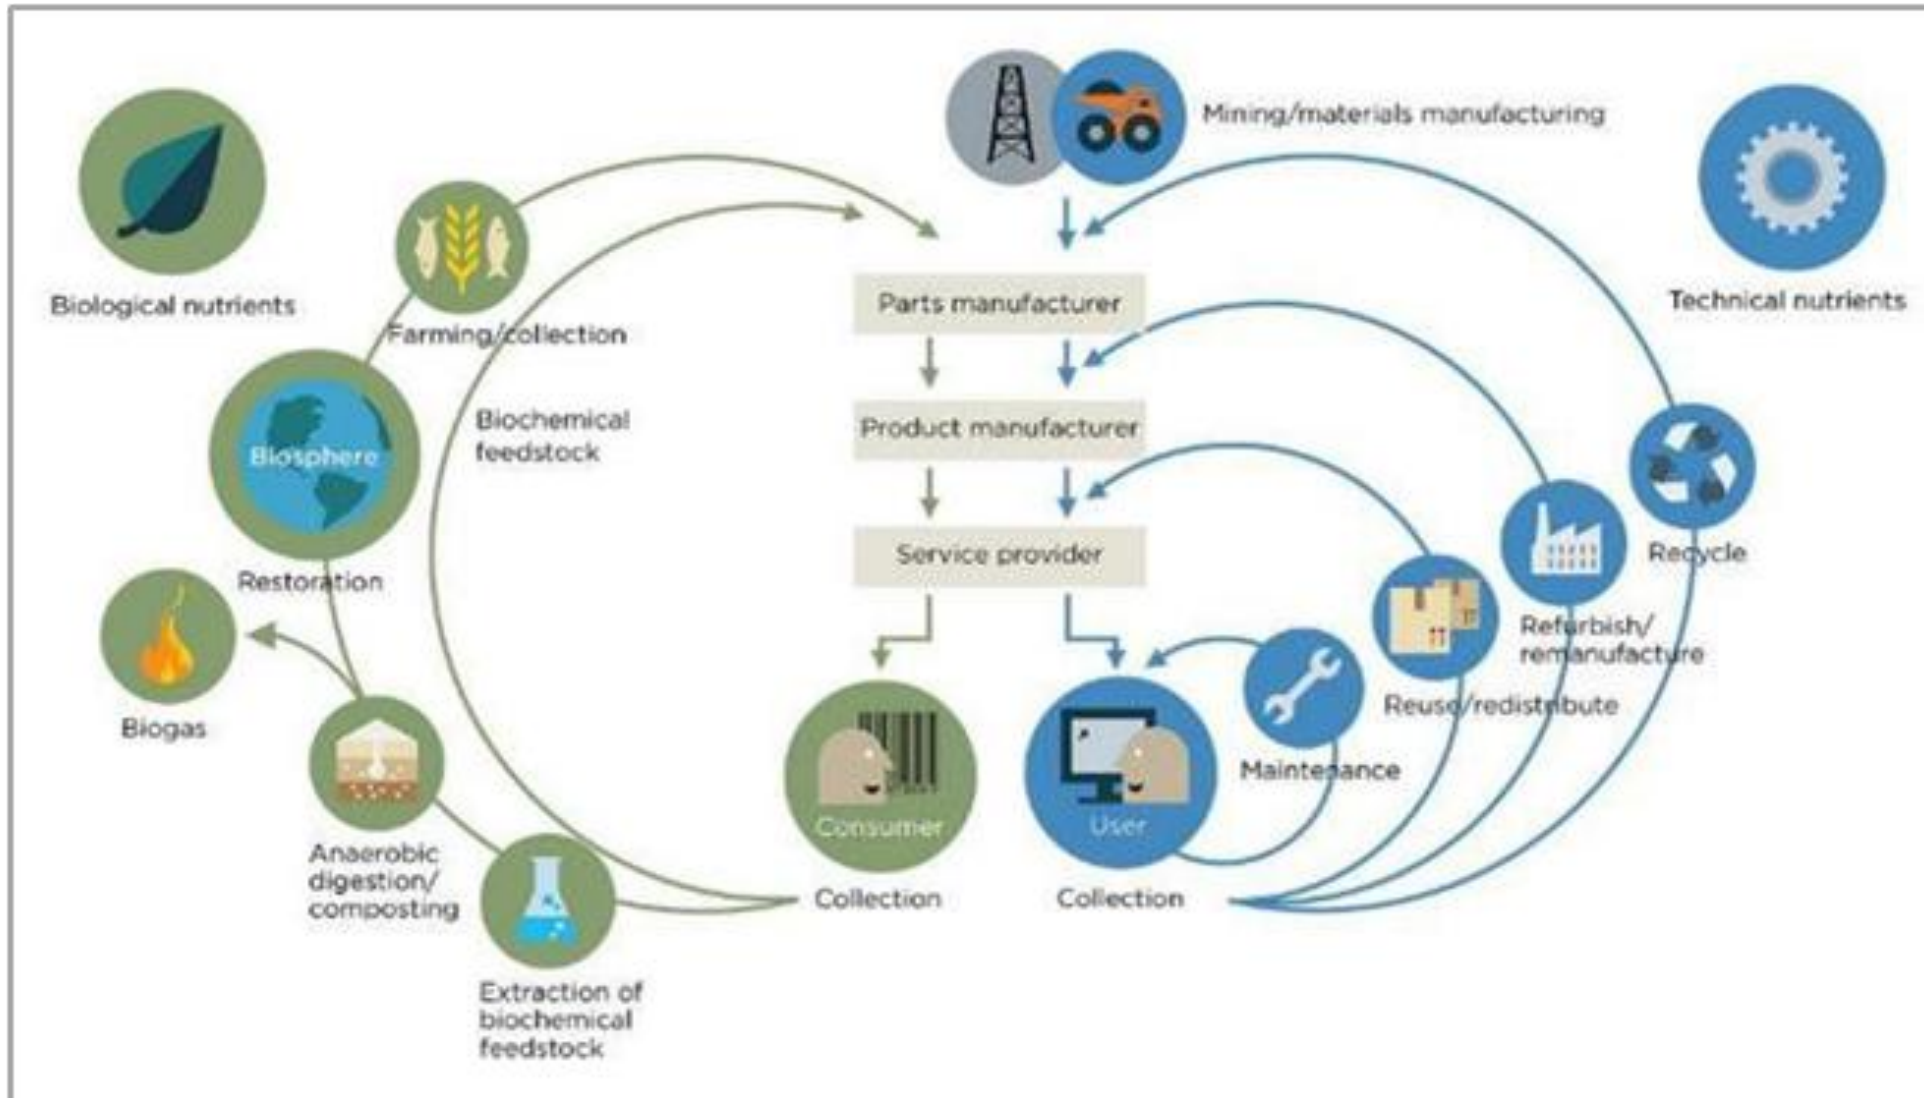 Mining/materials manufacturing
Biological nutrients
Technical nutrients
Farming/collection
Parts manufacturer
Biochemical
feedstock
Product manufacturer
Biosphere
Restoration
Service provider
Recycle
Refurbish/
remanufacture
Reuse/redistribute
Biogas
Maintenance
Consumer
User
Anaerobic
digestion/
composting
Collection
Collection
Extraction of
biochemical
feedstock